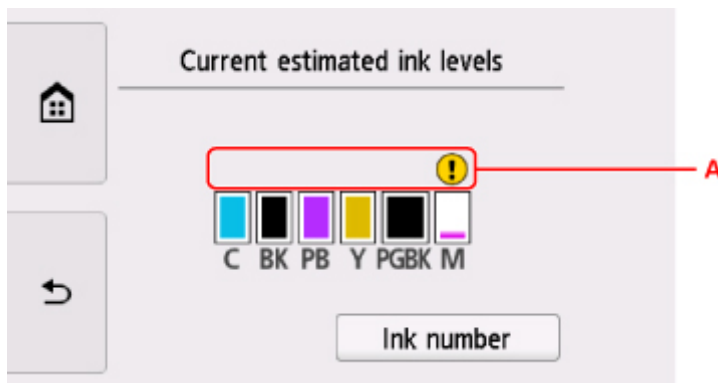 Current estimated ink levels
A
C BK PB Y PGBK M
Ink number